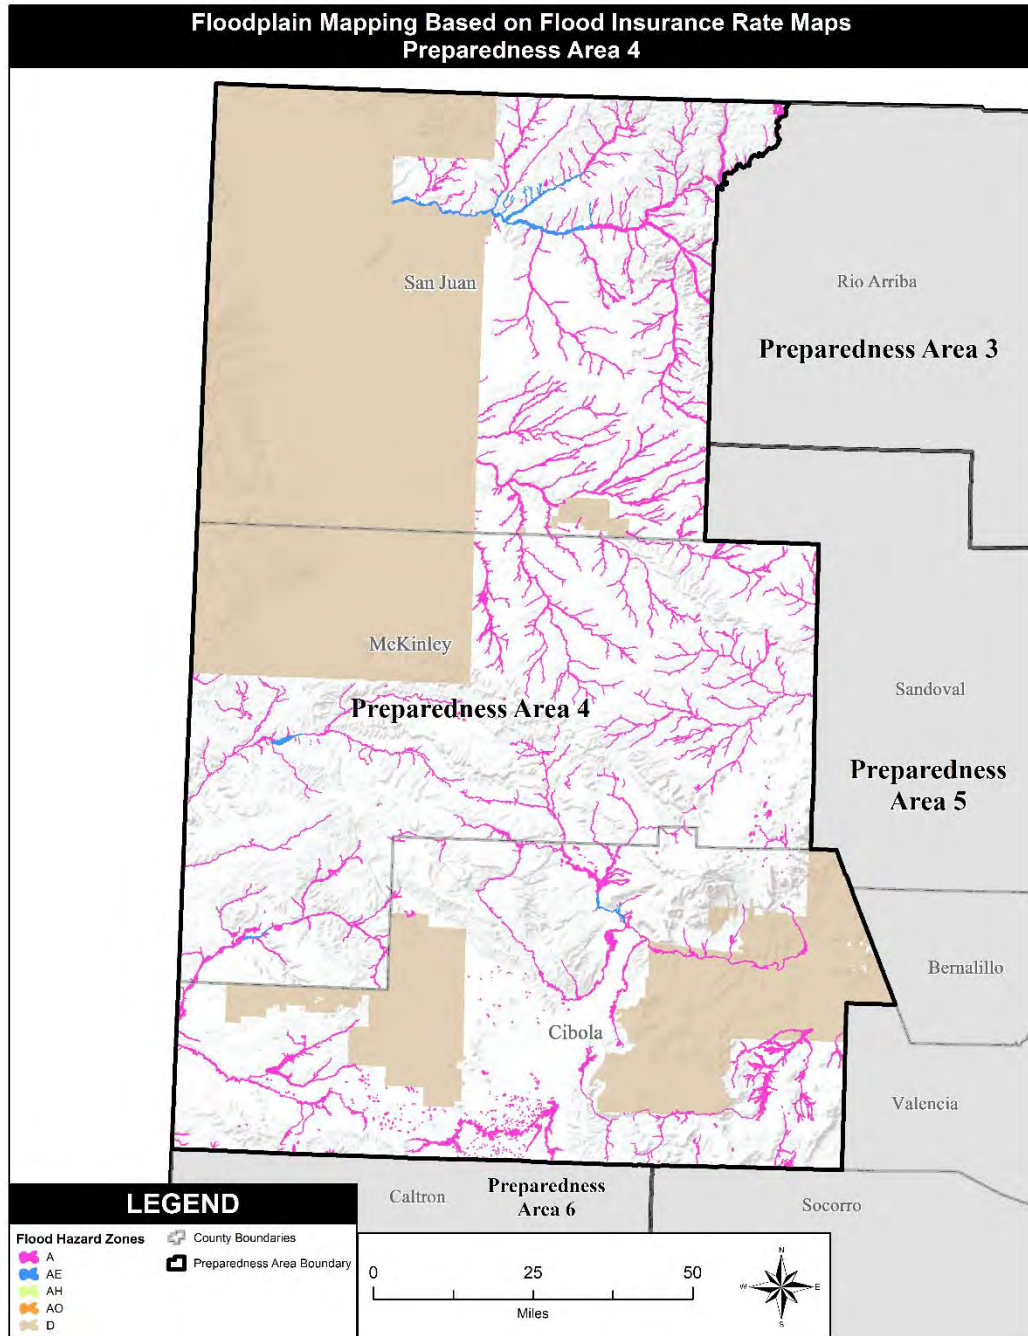 Floodplain Mapping Based on Flood Insurance Rate Maps
Preparedness Area 4
San Juan
Rio Arriba
Preparedness Area 3
McKinley
Preparedness Area 4
Sandoval
Preparedness
Area 5
Bernalillo
Cibola
Valencia
Caltron
Preparedness
Area 6
Socorro
LEGEND
Flood Hazard Zones
A
AE
AH
AO
D
County Boundaries
Preparedness Area Boundary
0 25 50
Miles
N
W E
S